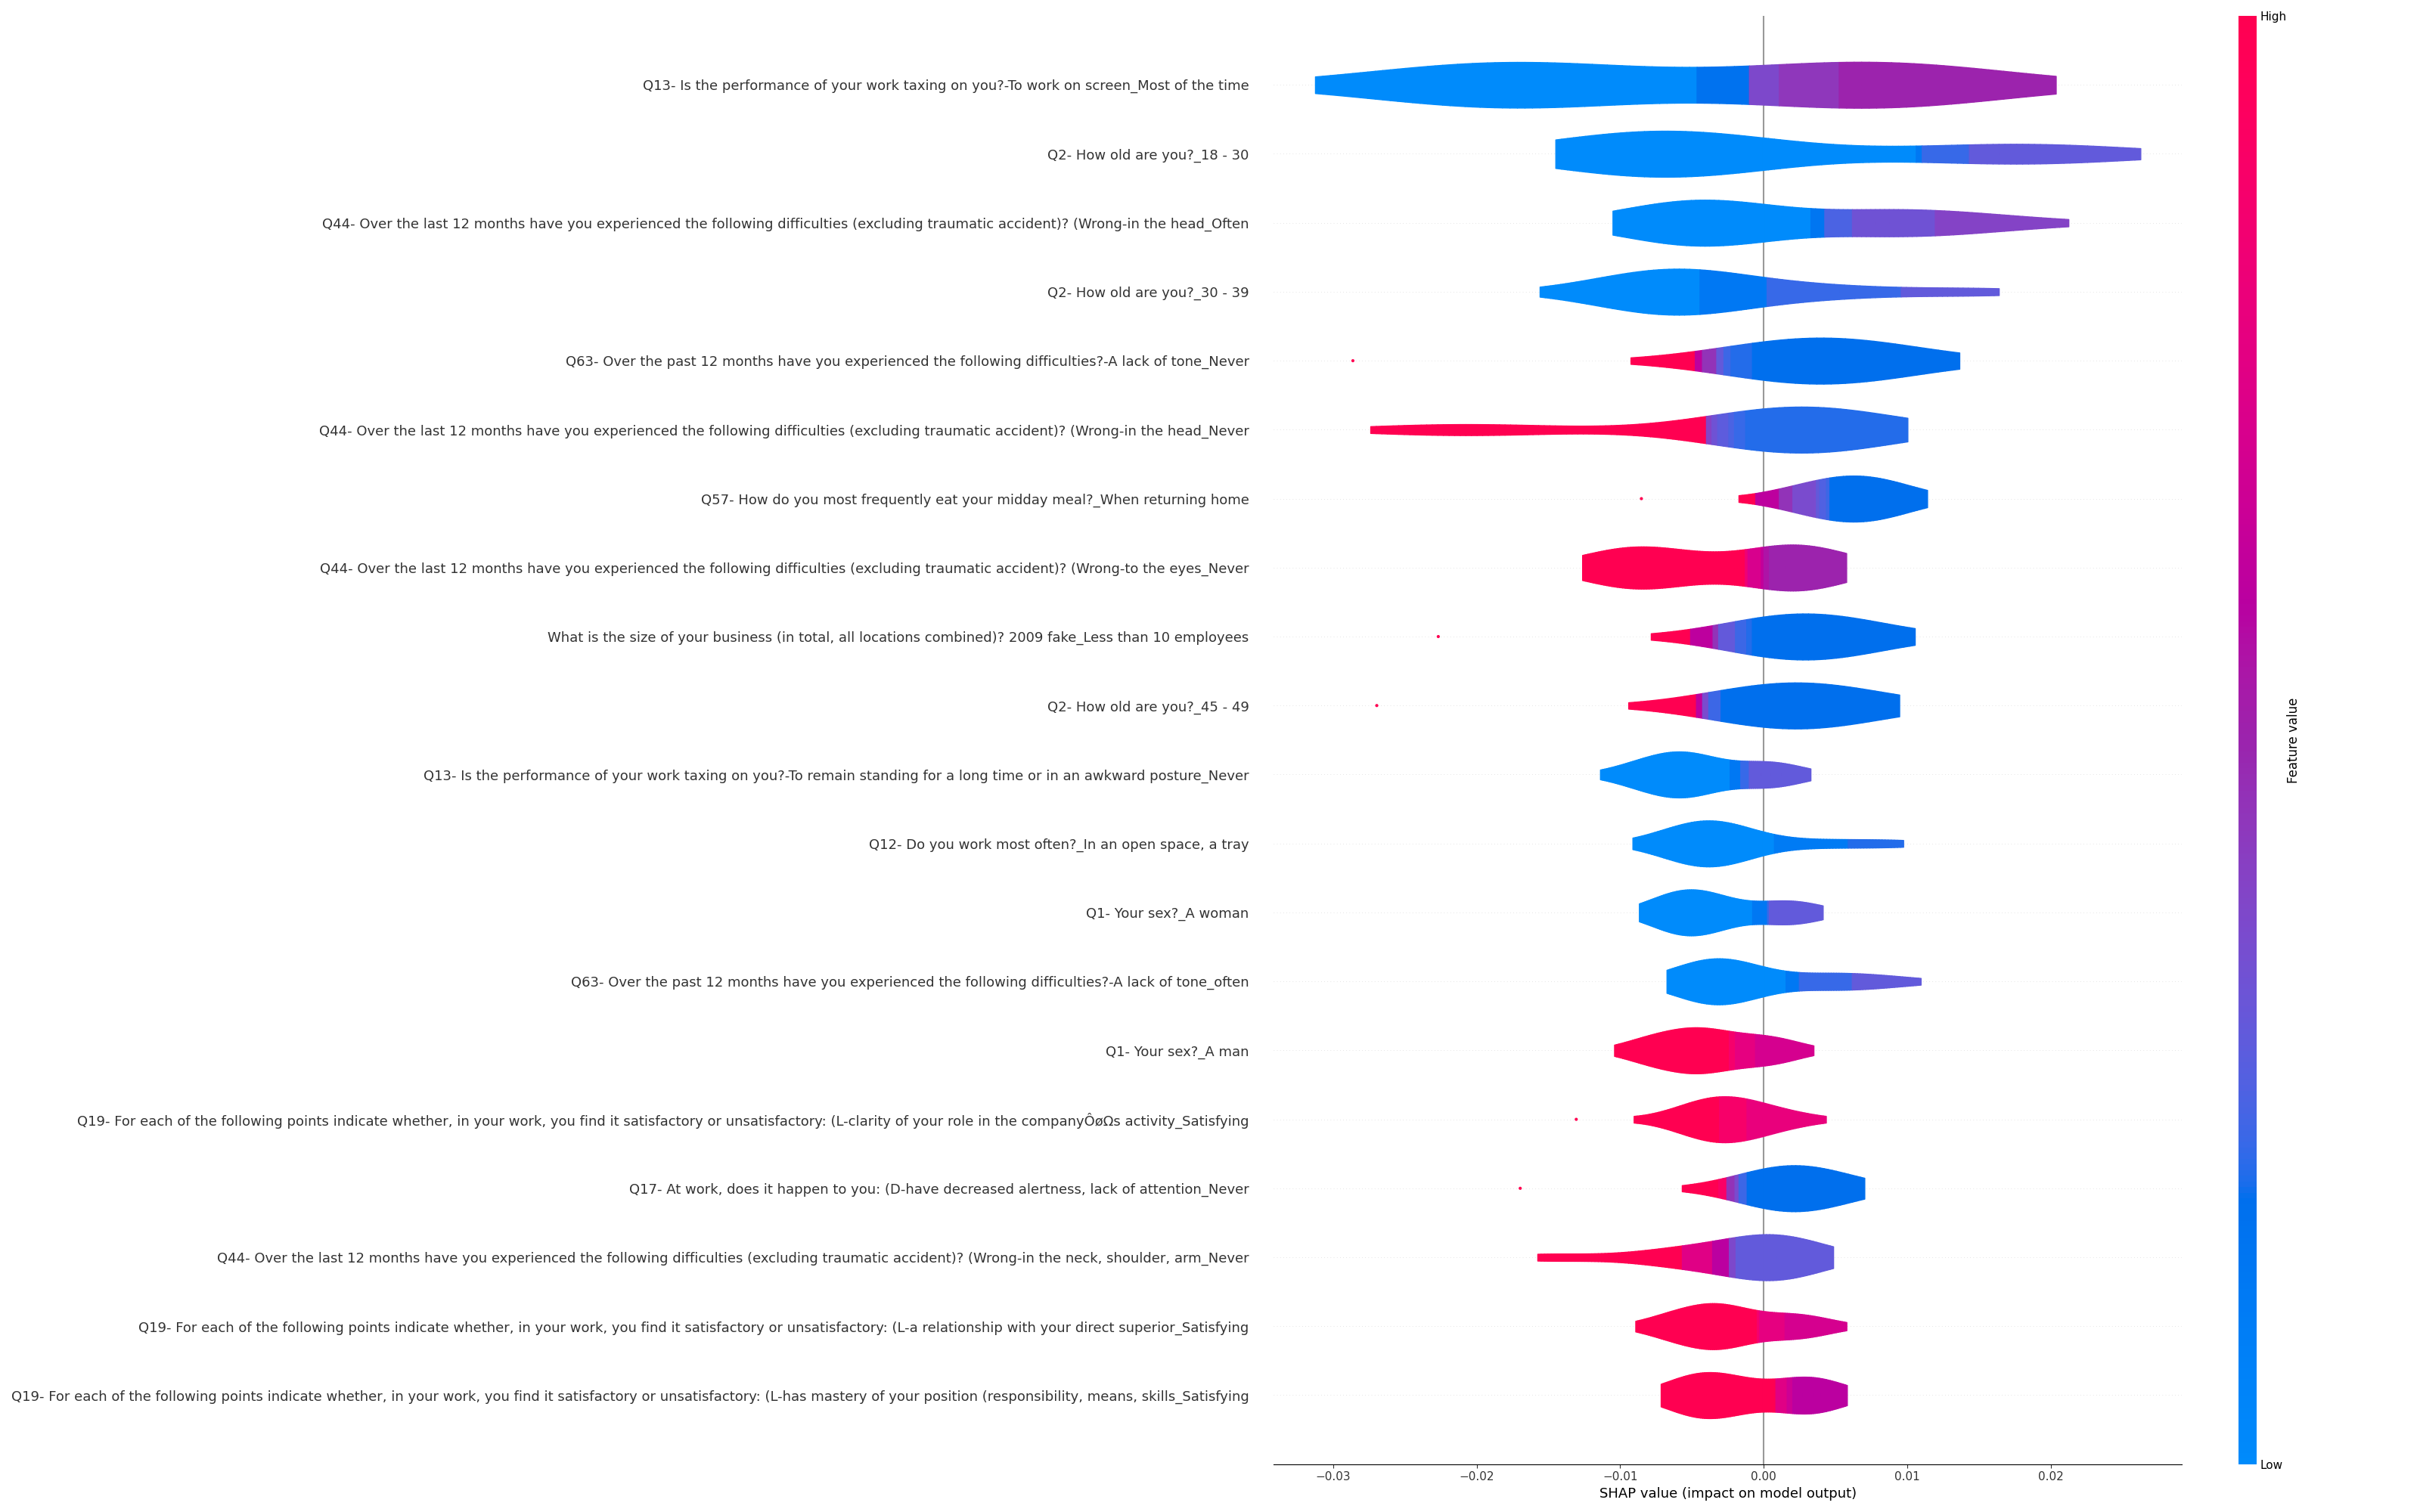 High
Q13- Is the performance of your work taxing on you?-To work on screen_Most of the time
Q2- How old are you?_18 - 30
Q44- Over the last 12 months have you experienced the following difficulties (excluding traumatic accident)? (Wrong-in the head_Often
Q2- How old are you?_30 - 39
Q63- Over the past 12 months have you experienced the following difficulties?-A lack of tone_Never
Q44- Over the last 12 months have you experienced the following difficulties (excluding traumatic accident)? (Wrong-in the head_Never
Q57- How do you most frequently eat your midday meal?_When returning home
Q44- Over the last 12 months have you experienced the following difficulties (excluding traumatic accident)? (Wrong-to the eyes_Never
What is the size of your business (in total, all locations combined)? 2009 fake_Less than 10 employees
Q2- How old are you?_45 - 49
Feature value
Q13- Is the performance of your work taxing on you?-To remain standing for a long time or in an awkward posture_Never
Q12- Do you work most often?_In an open space, a tray
Q1- Your sex?_A woman
Q63- Over the past 12 months have you experienced the following difficulties?-A lack of tone_often
Q1- Your sex?_A man
Q19- For each of the following points indicate whether, in your work, you find it satisfactory or unsatisfactory: (L-clarity of your role in the companyÔøΩs activity_Satisfying
Q17- At work, does it happen to you: (D-have decreased alertness, lack of attention_Never
Q44- Over the last 12 months have you experienced the following difficulties (excluding traumatic accident)? (Wrong-in the neck, shoulder, arm_Never
Q19- For each of the following points indicate whether, in your work, you find it satisfactory or unsatisfactory: (L-a relationship with your direct superior_Satisfying
Q19- For each of the following points indicate whether, in your work, you find it satisfactory or unsatisfactory: (L-has mastery of your position (responsibility, means, skills_Satisfying
Low
−0.03 −0.02 −0.01 0.00 0.01 0.02
SHAP value (impact on model output)